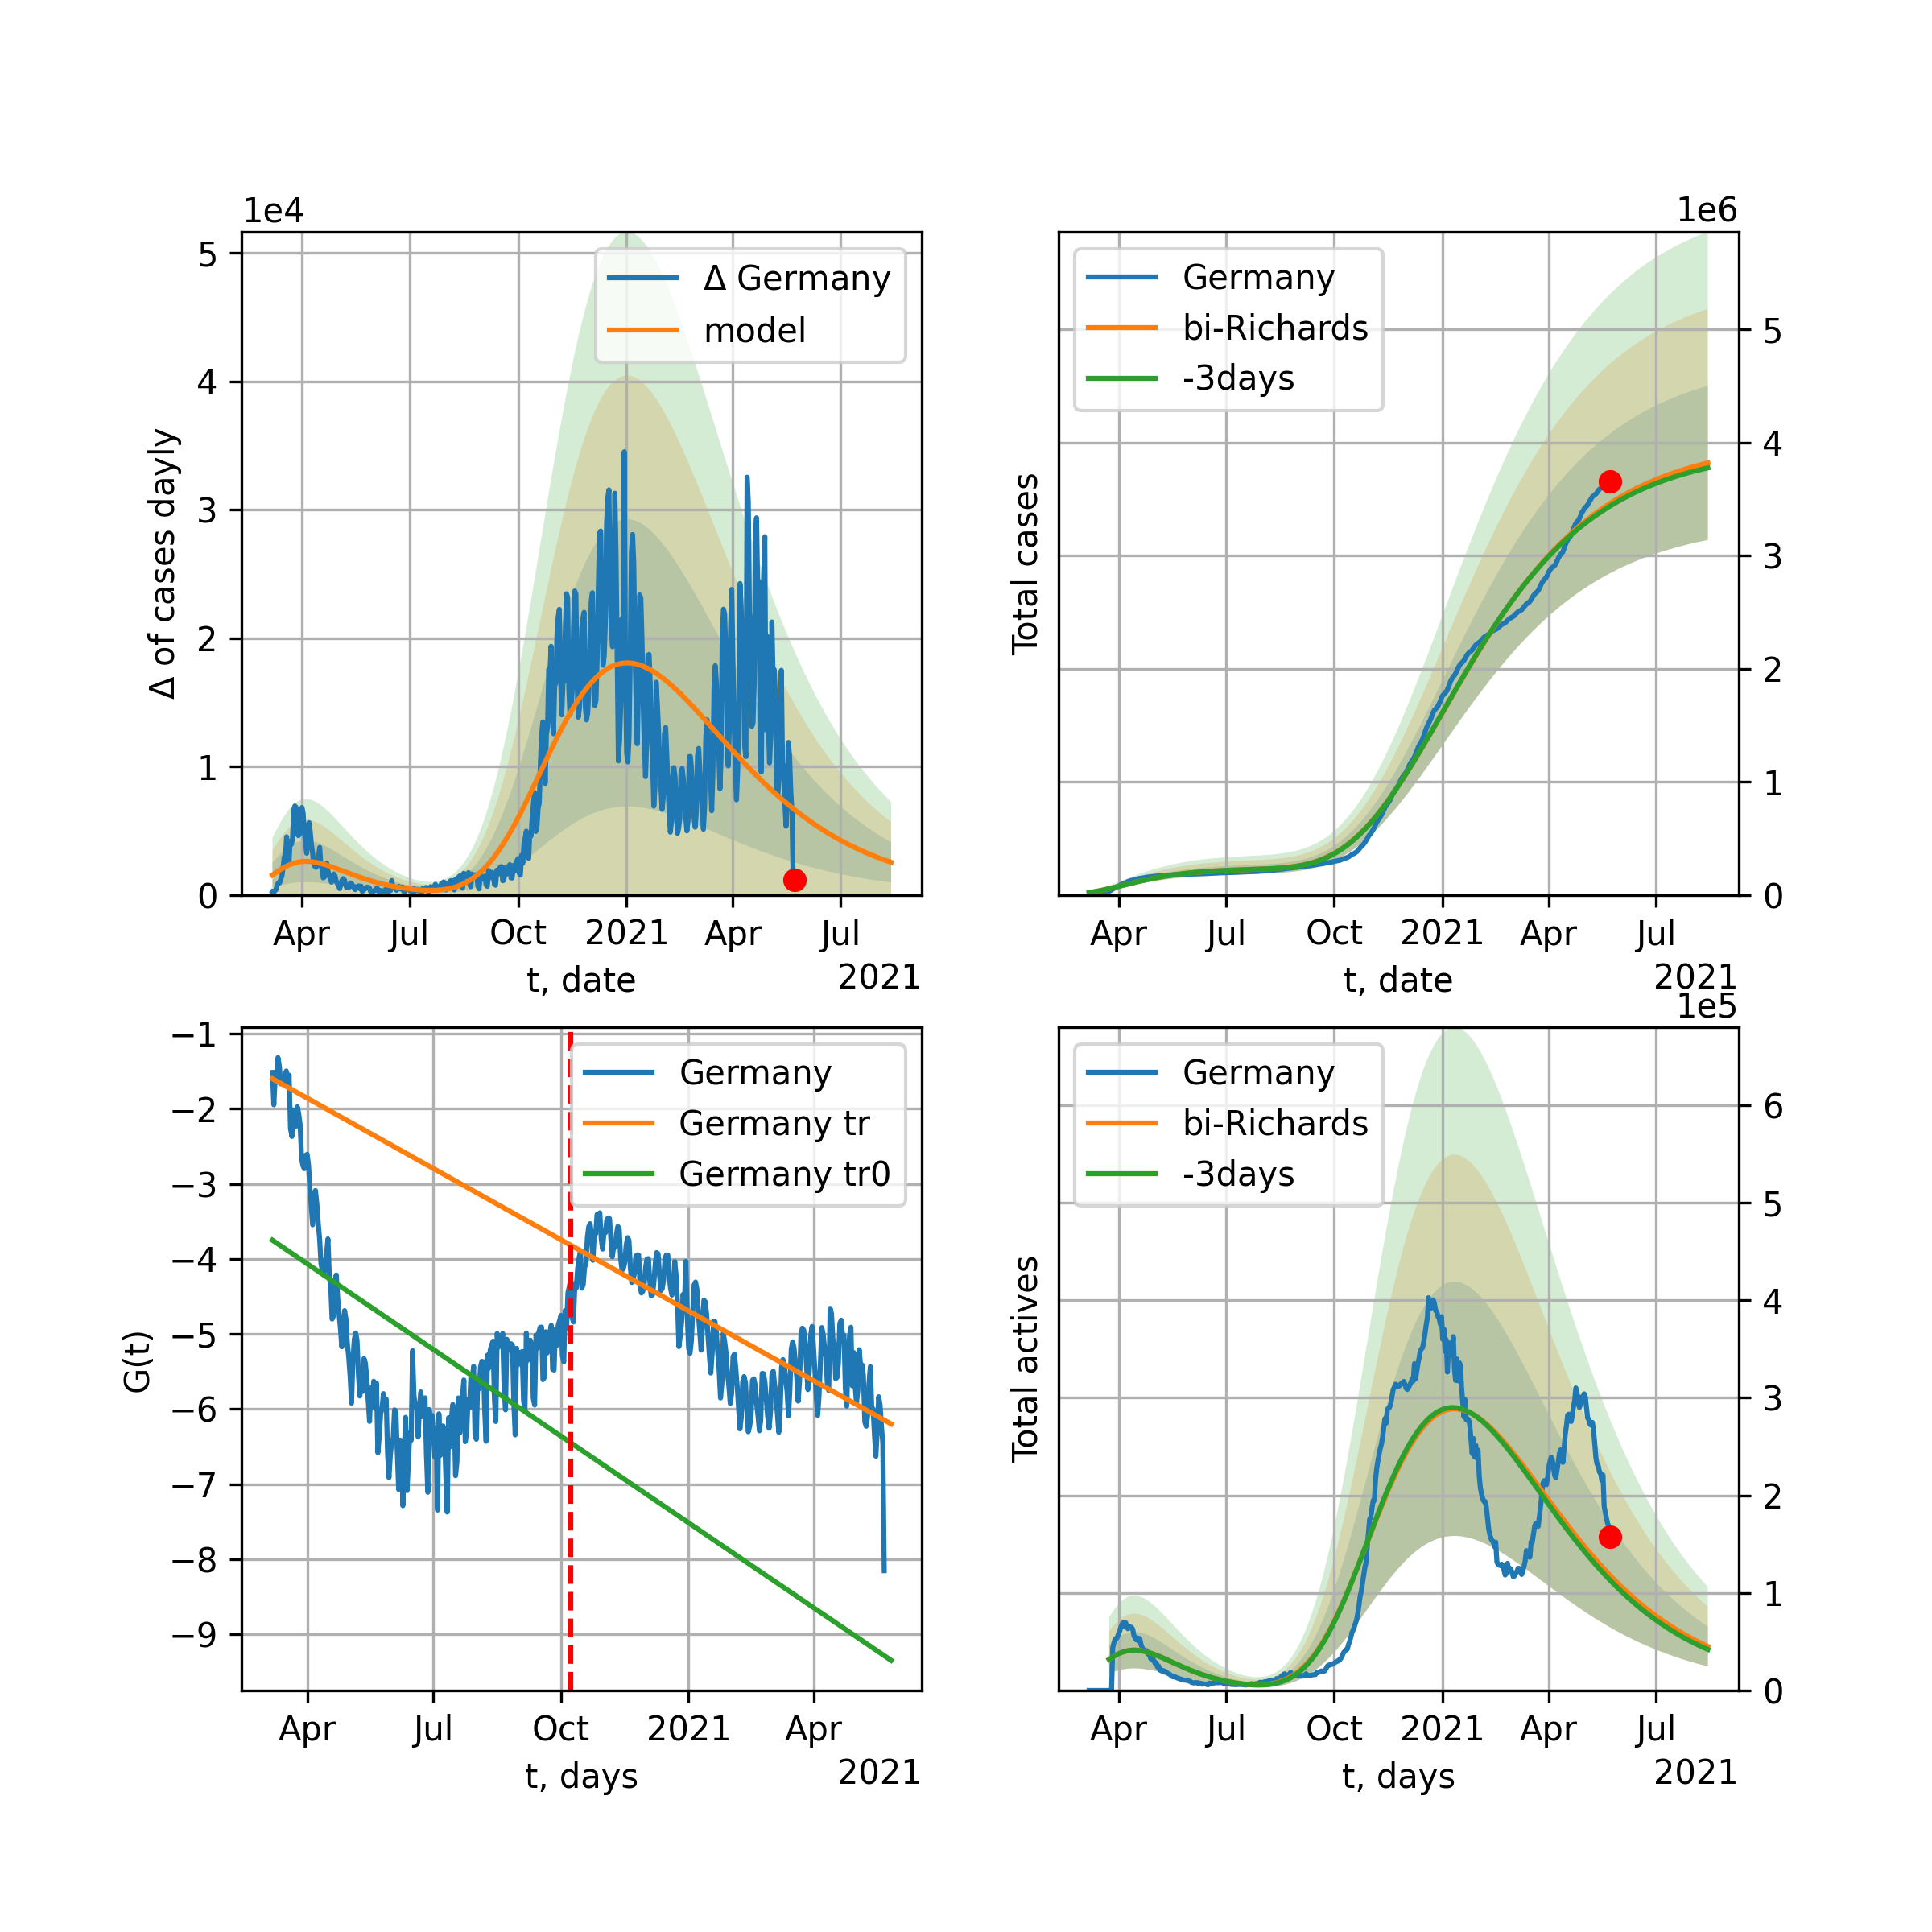 1e4
5
4
3
2
1
0
Δ of cases dayly
Δ Germany
model
Apr Jul Oct 2021 Apr Jul
t, date
2021
1e6
Germany
bi-Richards
-3days
Total cases
5
4
3
2
1
0
Apr Jul Oct 2021 Apr Jul
t, date
2021
−1
−2
−3
−4
−5
−6
−7
−8
−9
G(t)
Germany
Germany tr
Germany tr0
Apr Jul Oct 2021 Apr
t, days
2021
1e5
Germany
bi-Richards
-3days
Total actives
6
5
4
3
2
1
0
Apr Jul Oct 2021 Apr Jul
t, days
2021